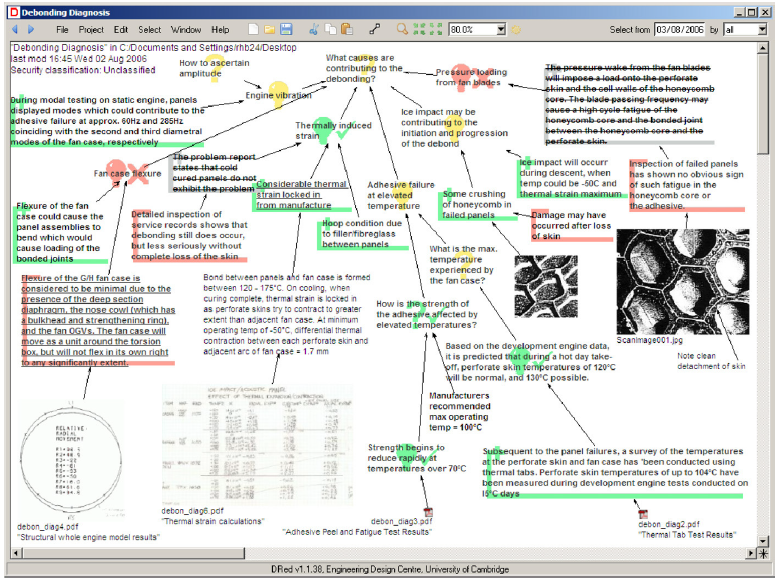 Debonding Diagnosis
File Project Edit Select Window Help
80.0%
Select from 03/08/2006 by all
"Debonding Diagnosis" in C:/Documents and Settings/rhb24/Desktop
last mod 16:45 Wed 02 Aug 2006
Security classification: Unclassified
How to ascertain
amplitude
What causes are
contributing to the
debonding?
Pressure loading
from fan blades
The pressure wake from the fan blades
will impose a load onto the perforate
skin and the cell walls of the honeycomb
core. The blade passing frequency may
cause a high cycle fatigue of the
honeycomb core and the bonded joint
between the honeycomb core and the
perforate skin.
Engine vibration
During modal testing on static engine, panels
displayed modes which could contribute to the
adhesive failure at approx. 60Hz and 285Hz
coinciding with the second and third diametral
modes of the fan case, respectively
Thermally induced
strain
Ice impact may be
contributing to the
initiation and progression
of the debond
Fan case flexure
The problem report
states that cold
cured panels do not
exhibit the problem
Considerable thermal
strain locked in
from manufacture
Adhesive failure
at elevated
temperature
Some crushing
of honeycomb in
failed panels
Ice impact will occur
during descent, when
temp could be -50C and
thermal strain maximum
Inspection of failed panels
has shown no obvious sign
of such fatigue in the
honeycomb core or
the adhesive.
Flexure of the fan
case could cause the
panel assemblies to
bend which would
cause loading of the
bonded joints
Detailed inspection of
service records shows that
debonding still does occur,
but less seriously without
complete loss of the skin
Hoop condition due
to filler/fibreglass
between panels
Damage may have
occurred after loss
of skin
What is the max.
temperature
experienced by
the fan case?
Flexure of the G/H fan case is
considered to be minimal due to the
presence of the deep section
diaphragm, the nose cowl (which has
a bulkhead and strengthening ring),
and the fan OGVs. The fan case will
move as a unit around the torsion
box, but will not flex in its own right
to any significantly extent.
Bond between panels and fan case is formed
between 120 - 175°C. On cooling, when
curing complete, thermal strain is locked in
as perforate skins try to contract to greater
extent than adjacent fan case. At minimum
operating temp of -50°C, differential thermal
contraction between each perforate skin and
adjacent arc of fan case = 1.7 mm
How is the strength of
the adhesive affected by
elevated temperatures?
ScanImage001.jpg
Note clean
detachment of skin
Based on the development engine data,
it is predicted that during a hot day take-
off, perforate skin temperatures of 120°C
will be normal, and 130°C possible.
Manufacturers
recommended
max operating
temp = 100°C
RELATIVE
RADIAL
MOVEMENT
Strength begins to
reduce rapidly at
temperatures over 70°C
Subsequent to the panel failures, a survey of the temperatures
at the perforate skin and fan case has 'been conducted using
thermal tabs. Perforate skin temperatures of up to 104°C have
been measured during development engine tests conducted on
15°C days
debon_diag4.pdf
"Structural whole engine model results"
debon_diag6.pdf
"Thermal strain calculations"
debon_diag3.pdf
"Adhesive Peel and Fatigue Test Results"
debon_diag2.pdf
"Thermal Tab Test Results"
DRed v1.1.38, Engineering Design Centre, University of Cambridge